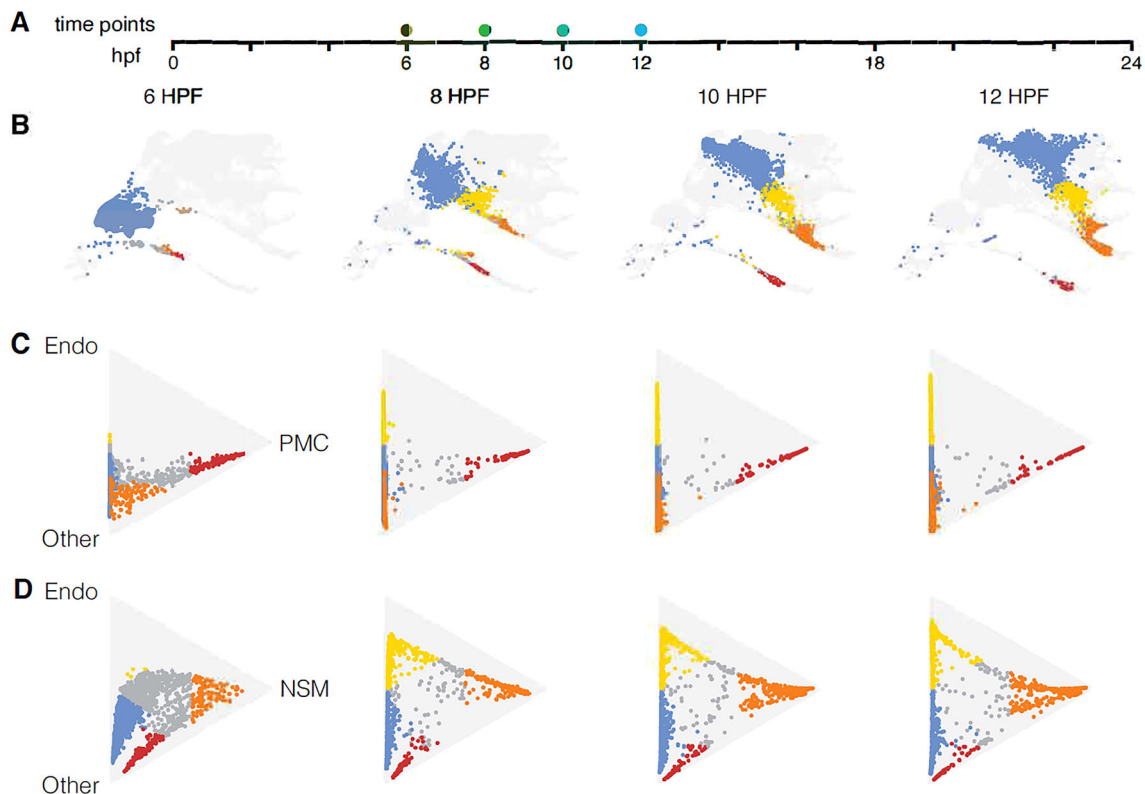 A time points
hpf
0 6 8 10 12 18 24
6 HPF 8 HPF 10 HPF 12 HPF
B
C Endo
PMC
Other
D Endo
NSM
Other